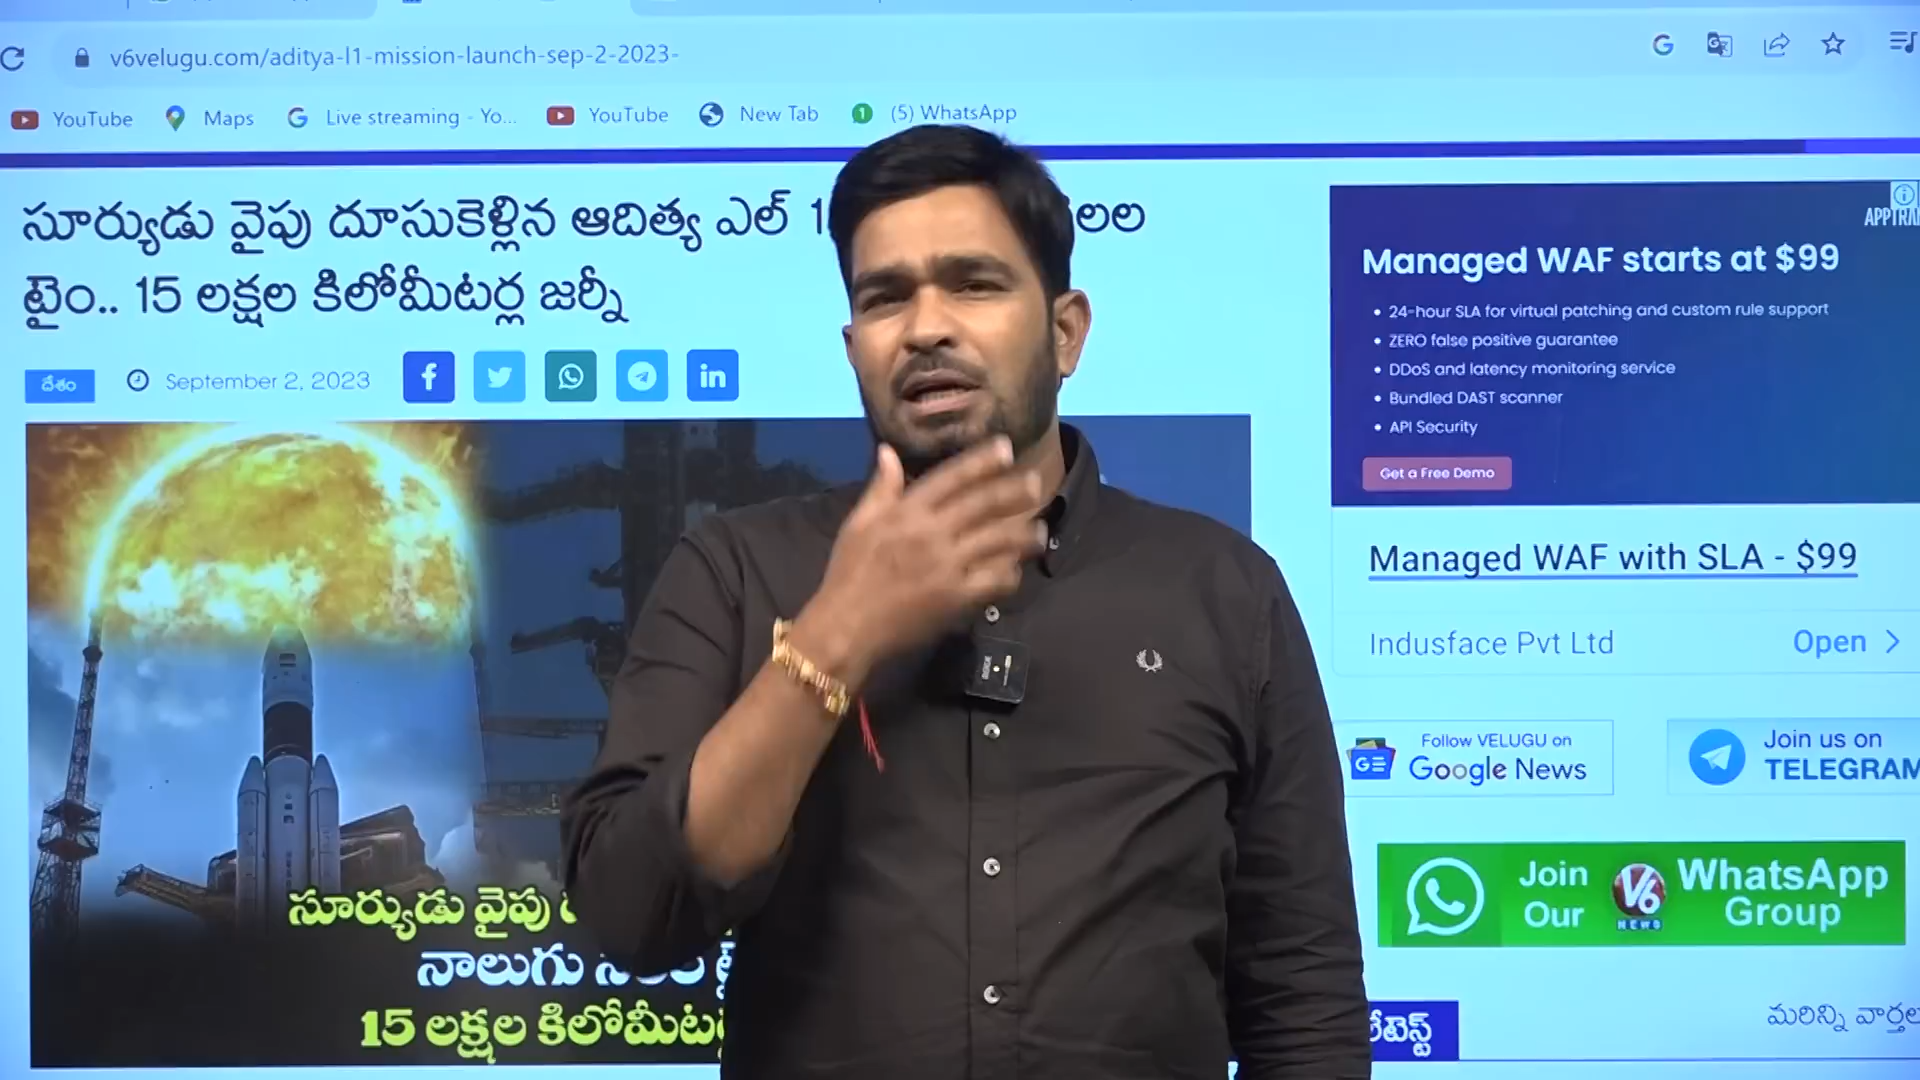 v6velugu.com/aditya-l1-mission-launch-sep-2-2023-
YouTube Maps Live streaming - Yo... YouTube New Tab (5) WhatsApp
సూర్యుడు వైపు దూసుకెళ్లిన ఆదిత్య ఎల్ 1
టైం.. 15 లక్షల కిలోమీటర్ల జర్నీ
దేశం
September 2, 2023
సూర్యుడు వైపు
నాలుగు
15 లక్షల
Managed WAF starts at $99
• 24-hour SLA for virtual patching and custom rule support
• ZERO false positive guarantee
• DDoS and latency monitoring service
• Bundled DAST scanner
• API Security
Get a Free Demo
Managed WAF with SLA - $99
Indusface Pvt Ltd
Open
Follow VELUGU on
Google News
Join us on
TELEGRAM
Join Our V6 NEWS WhatsApp Group
మరిన్ని